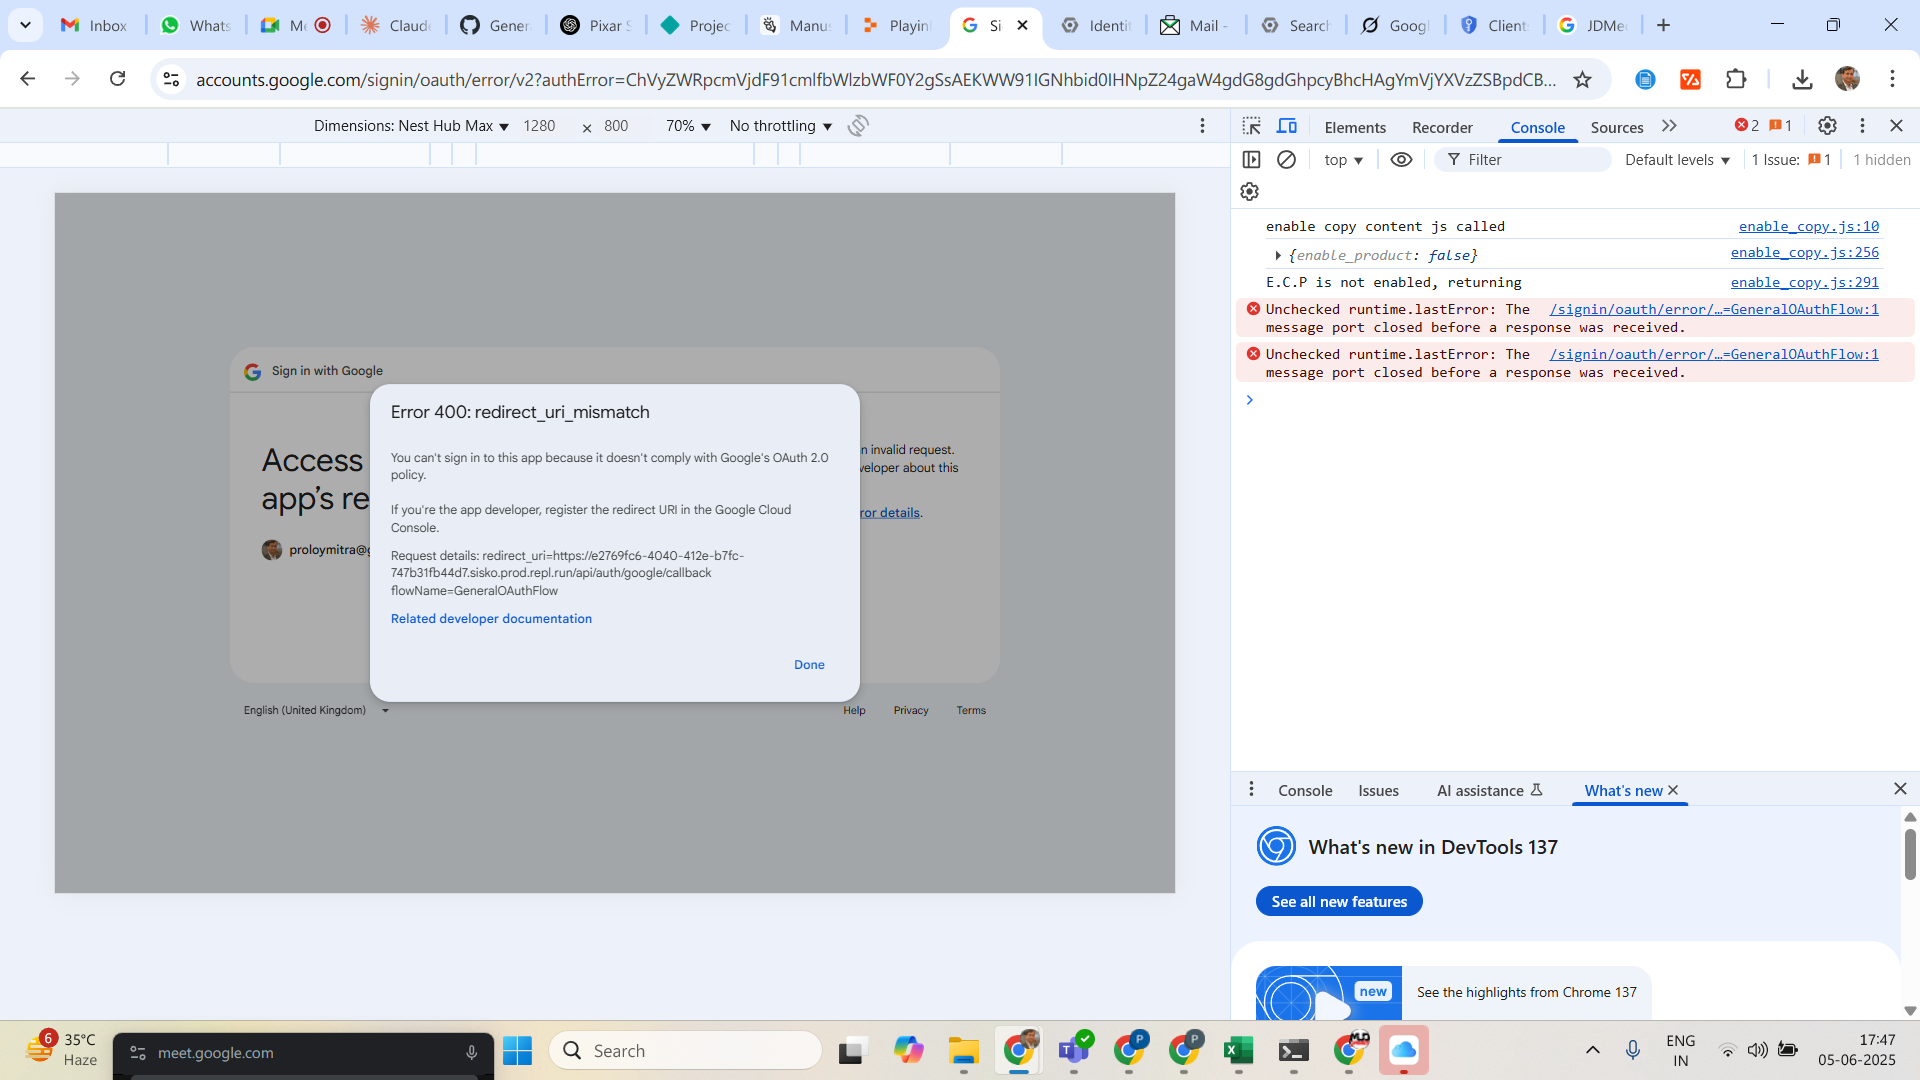 Inbox
Whats
Me
Claud
Gener
Pixar S
Projec
Manus
Playin
Si
Identit
Mail -
Search
Googl
Client
JDMe
accounts.google.com/signin/oauth/error/v2?authError=ChVyZWRpcmVjdF91cmlfbWlzbWF0Y2gSsAEKWW91IGNhbid0IHNpZ24gaW4gdG8gdGhpcyBhcHAgYmVjYXVzZSBpdCB...
Dimensions: Nest Hub Max ▼ 1280 × 800 70% ▼ No throttling ▼
Sign in with Google
Access
app’s re
proloymitra@g
n invalid request.
veloper about this
ror details.
Error 400: redirect_uri_mismatch
You can't sign in to this app because it doesn't comply with Google's OAuth 2.0
policy.
If you're the app developer, register the redirect URI in the Google Cloud
Console.
Request details: redirect_uri=https://e2769fc6-4040-412e-b7fc-
747b31fb44d7.sisko.prod.repl.run/api/auth/google/callback
flowName=GeneralOAuthFlow
Related developer documentation
Done
English (United Kingdom)
Help Privacy Terms
Elements Recorder Console Sources 2 1
top ▼ Filter Default levels ▼ 1 Issue: 1 1 hidden
enable copy content js called enable_copy.js:10
{enable_product: false} enable_copy.js:256
E.C.P is not enabled, returning enable_copy.js:291
Unchecked runtime.lastError: The /signin/oauth/error/…=GeneralOAuthFlow:1
message port closed before a response was received.
Unchecked runtime.lastError: The /signin/oauth/error/…=GeneralOAuthFlow:1
message port closed before a response was received.
Console Issues AI assistance What's new
What's new in DevTools 137
See all new features
new
See the highlights from Chrome 137
6
35°C
Haze
meet.google.com
Search
P
P
ENG
IN
17:47
05-06-2025